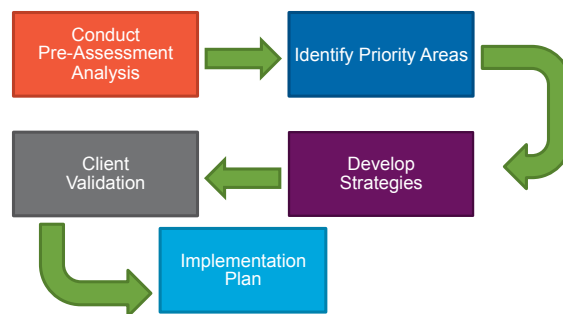 Conduct
Pre-Assessment
Analysis
Identify Priority Areas
Develop
Strategies
Client
Validation
Implementation
Plan